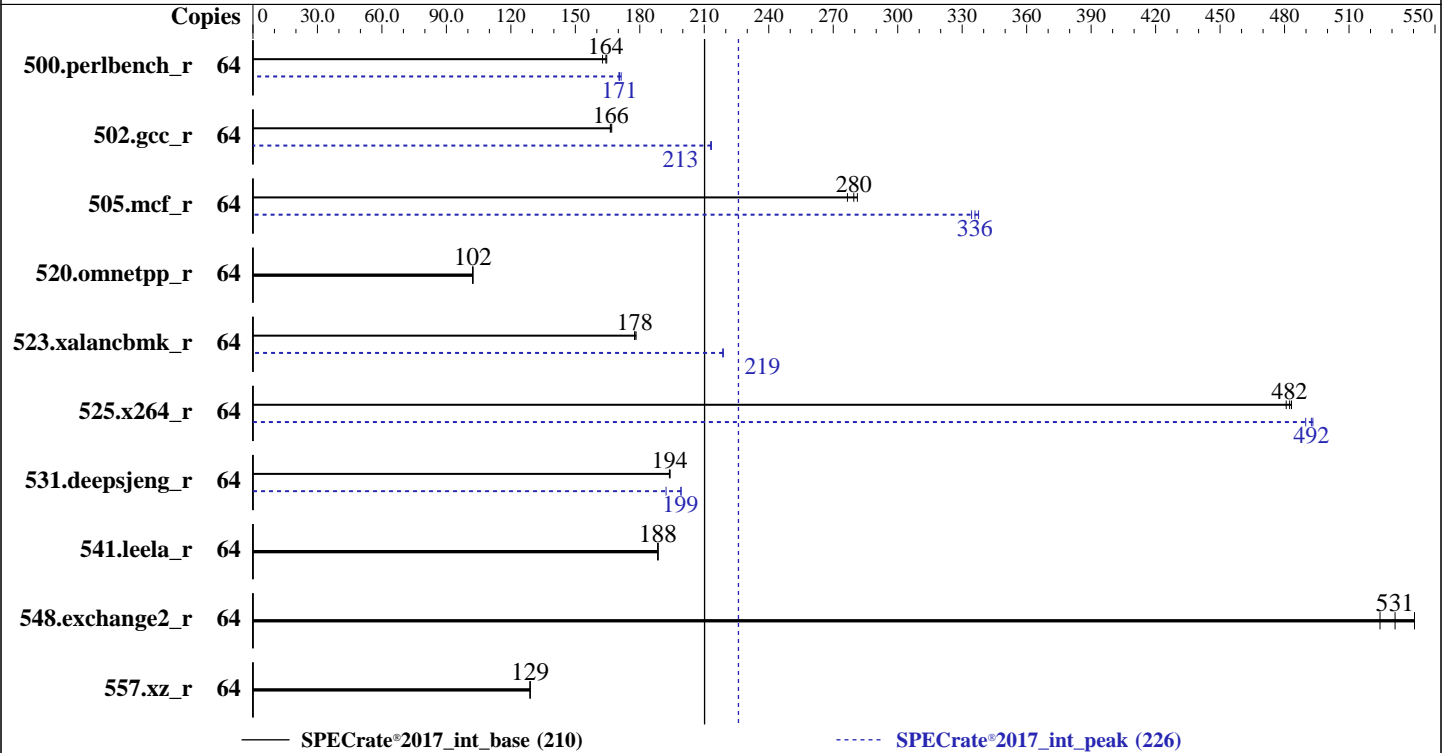 Copies 0 30.0 60.0 90.0 120 150 180 210 240 270 300 330 360 390 420 450 480 510 550
500.perlbench_r 64 164
171
502.gcc_r 64 166
213
505.mcf_r 64 280
336
520.omnetpp_r 64 102
523.xalancbmk_r 64 178
219
525.x264_r 64 482
492
531.deepsjeng_r 64 194
199
541.leela_r 64 188
548.exchange2_r 64 531
557.xz_r 64 129
SPECrate®2017_int_base (210) SPECrate®2017_int_peak (226)